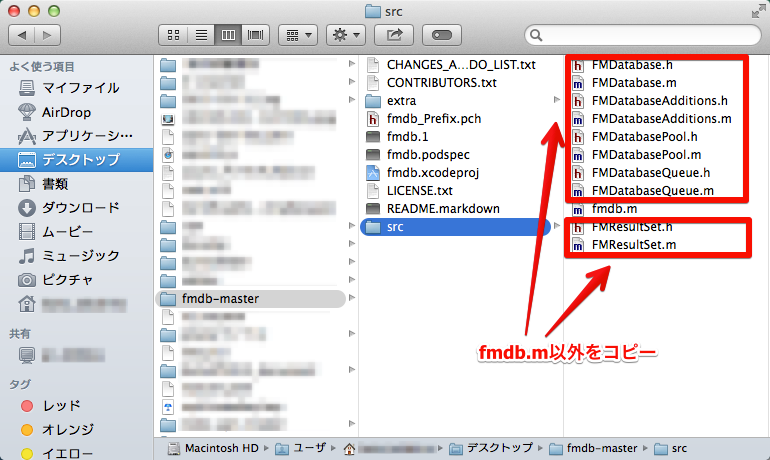 src
よく使う項目
マイファイル
AirDrop
アプリケーシ…
デスクトップ
書類
ダウンロード
ムービー
ミュージック
ピクチャ
共有
タグ
レッド
オレンジ
イエロー
fmdb-master
CHANGES_A...DO_LIST.txt
CONTRIBUTORS.txt
extra
fmdb_Prefix.pch
fmdb.1
fmdb.podspec
fmdb.xcodeproj
LICENSE.txt
README.markdown
src
FMDatabase.h
FMDatabase.m
FMDatabaseAdditions.h
FMDatabaseAdditions.m
FMDatabasePool.h
FMDatabasePool.m
FMDatabaseQueue.h
FMDatabaseQueue.m
fmdb.m
FMResultSet.h
FMResultSet.m
fmdb.m以外をコピー
Macintosh HD
ユーザ
デスクトップ
fmdb-master
src